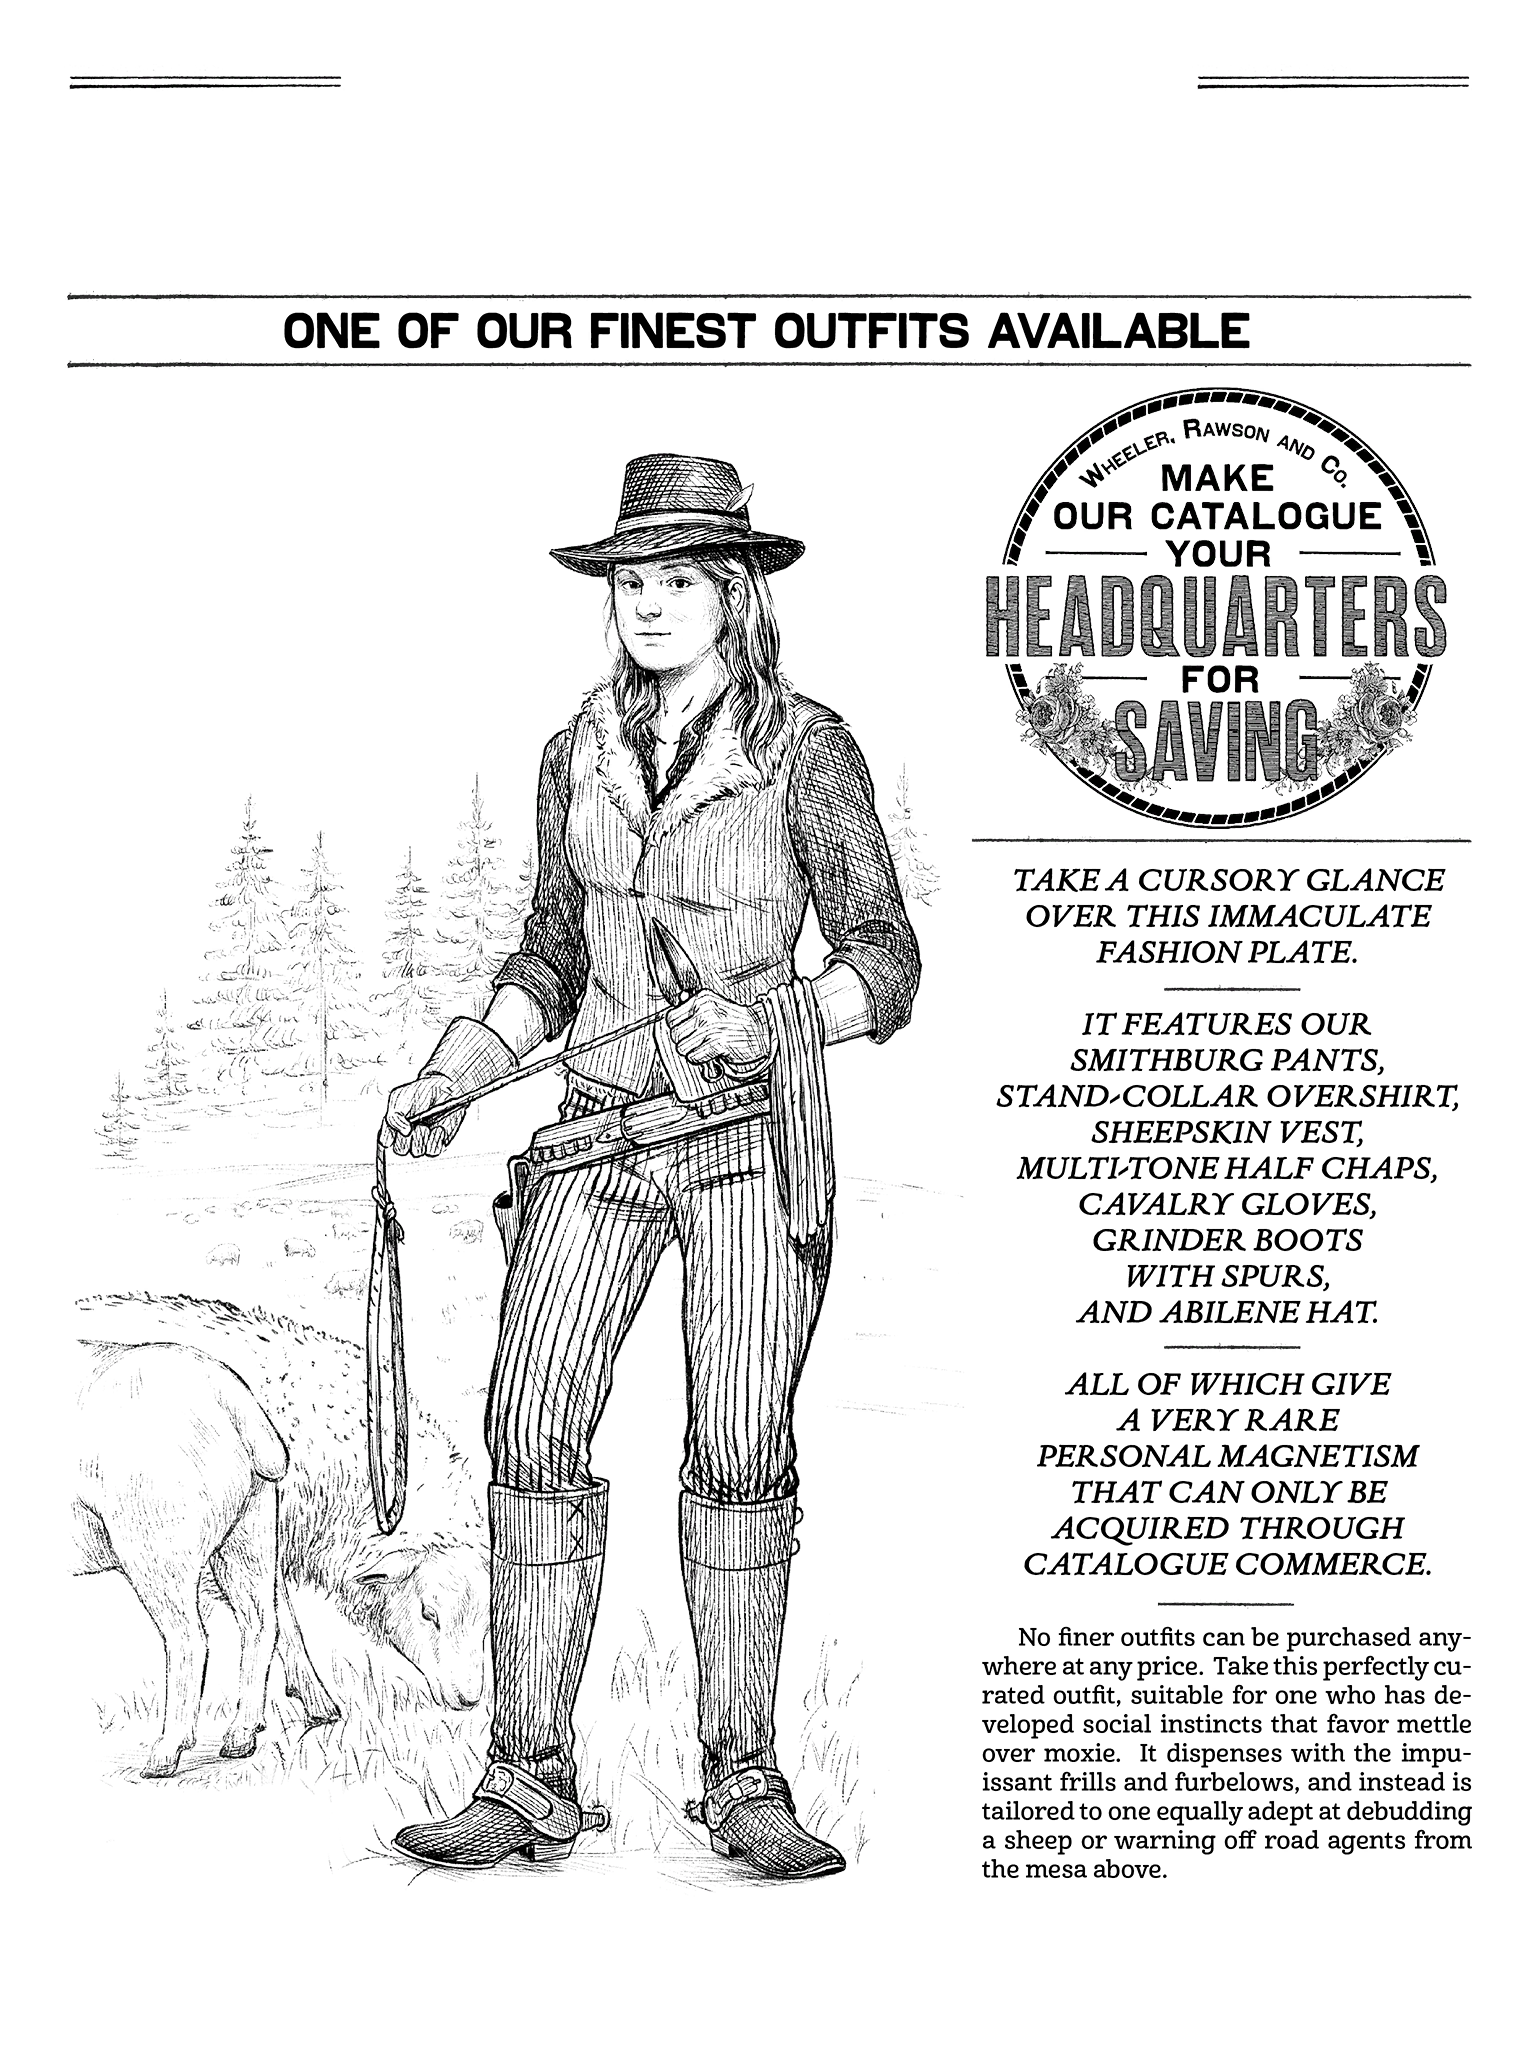 ONE OF OUR FINEST OUTFITS AVAILABLE
WHEELER, RAWSON AND CO.
MAKE
OUR CATALOGUE
YOUR
HEADQUARTERS
FOR
SAVING
TAKE A CURSORY GLANCE
OVER THIS IMMACULATE
FASHION PLATE.
IT FEATURES OUR
SMITHBURG PANTS,
STAND-COLLAR OVERSHIRT,
SHEEPSKIN VEST,
MULTI-TONE HALF CHAPS,
CAVALRY GLOVES,
GRINDER BOOTS
WITH SPURS,
AND ABILENE HAT.
ALL OF WHICH GIVE
A VERY RARE
PERSONAL MAGNETISM
THAT CAN ONLY BE
ACQUIRED THROUGH
CATALOGUE COMMERCE.
No finer outfits can be purchased any-
where at any price. Take this perfectly cu-
rated outfit, suitable for one who has de-
veloped social instincts that favor mettle
over moxie. It dispenses with the impu-
issant frills and furbelows, and instead is
tailored to one equally adept at debudding
a sheep or warning off road agents from
the mesa above.